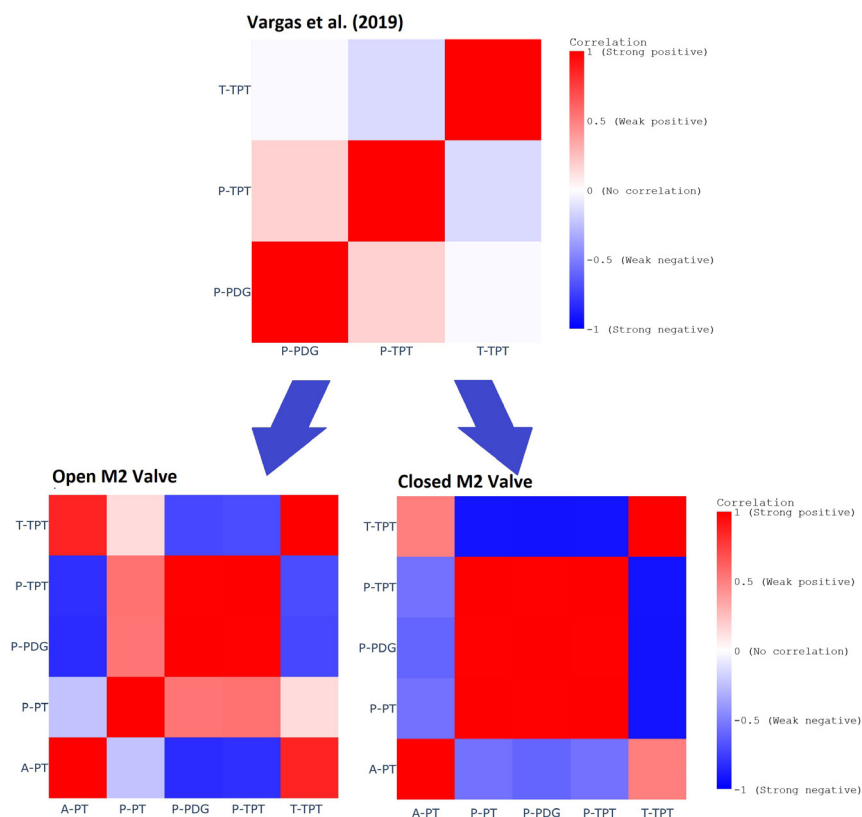 Vargas et al. (2019)
Correlation
1 (Strong positive)
0.5 (Weak positive)
0 (No correlation)
-0.5 (Weak negative)
-1 (Strong negative)
T-TPT
P-TPT
P-PDG
P-PDG P-TPT T-TPT
Open M2 Valve
T-TPT
P-TPT
P-PDG
P-PT
A-PT
A-PT P-PT P-PDG P-TPT T-TPT
Closed M2 Valve
T-TPT
P-TPT
P-PDG
P-PT
A-PT
A-PT P-PT P-PDG P-TPT T-TPT
Correlation
1 (Strong positive)
0.5 (Weak positive)
0 (No correlation)
-0.5 (Weak negative)
-1 (Strong negative)